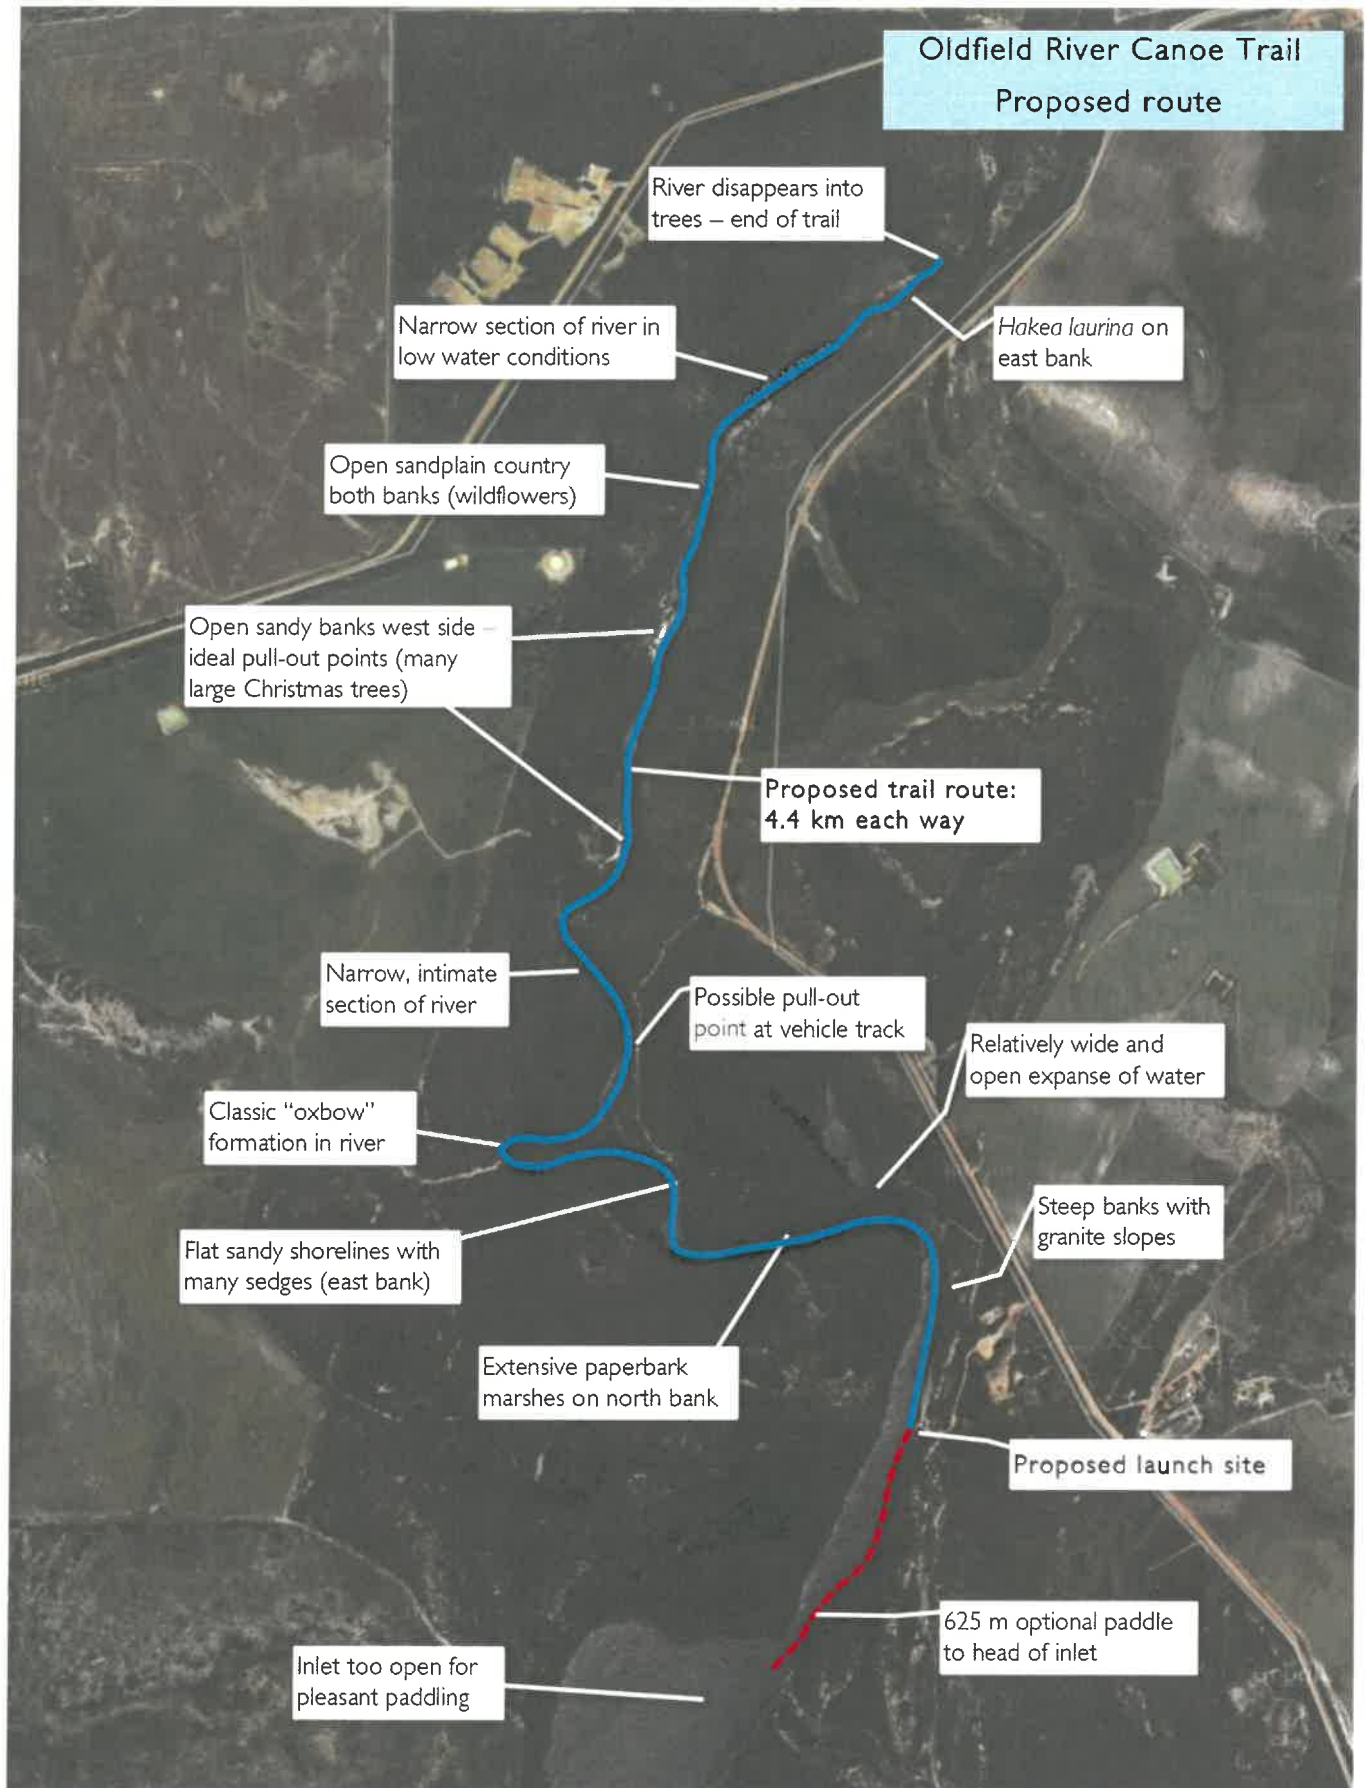 Oldfield River Canoe Trail
Proposed route
River disappears into
trees – end of trail
Narrow section of river in
low water conditions
Hakea laurina on
east bank
Open sandplain country
both banks (wildflowers)
Open sandy banks west side –
ideal pull-out points (many
large Christmas trees)
Proposed trail route:
4.4 km each way
Narrow, intimate
section of river
Possible pull-out
point at vehicle track
Relatively wide and
open expanse of water
Classic “oxbow”
formation in river
Steep banks with
granite slopes
Flat sandy shorelines with
many sedges (east bank)
Extensive paperbark
marshes on north bank
Proposed launch site
625 m optional paddle
to head of inlet
Inlet too open for
pleasant paddling